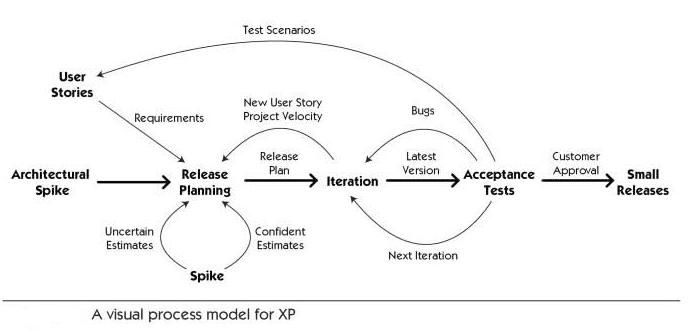 Test Scenarios
User
Stories
Requirements
New User Story
Project Velocity
Bugs
Architectural
Spike
Release
Planning
Release
Plan
Iteration
Latest
Version
Acceptance
Tests
Customer
Approval
Small
Releases
Uncertain
Estimates
Confident
Estimates
Spike
Next Iteration
A visual process model for XP